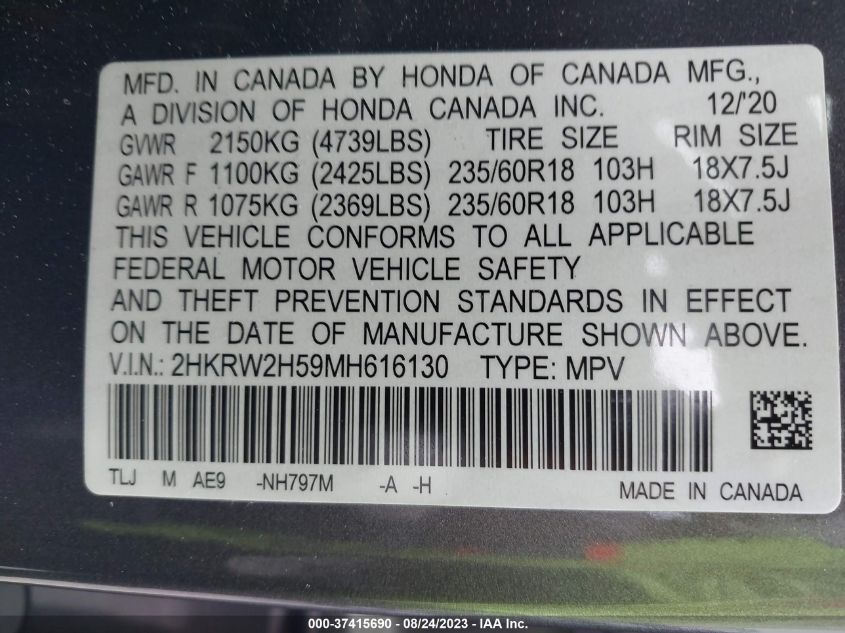 MFD. IN CANADA BY HONDA OF CANADA MFG.,
A DIVISION OF HONDA CANADA INC. 12/'20
GVWR 2150KG (4739LBS) TIRE SIZE RIM SIZE
GAWR F 1100KG (2425LBS) 235/60R18 103H 18X7.5J
GAWR R 1075KG (2369LBS) 235/60R18 103H 18X7.5J
THIS VEHICLE CONFORMS TO ALL APPLICABLE
FEDERAL MOTOR VEHICLE SAFETY
AND THEFT PREVENTION STANDARDS IN EFFECT
ON THE DATE OF MANUFACTURE SHOWN ABOVE.
V.I.N.: 2HKRW2H59MH616130 TYPE: MPV
TLJ M AE9 -NH797M -A -H
MADE IN CANADA
000-37415690 - 08/24/2023 - IAA Inc.